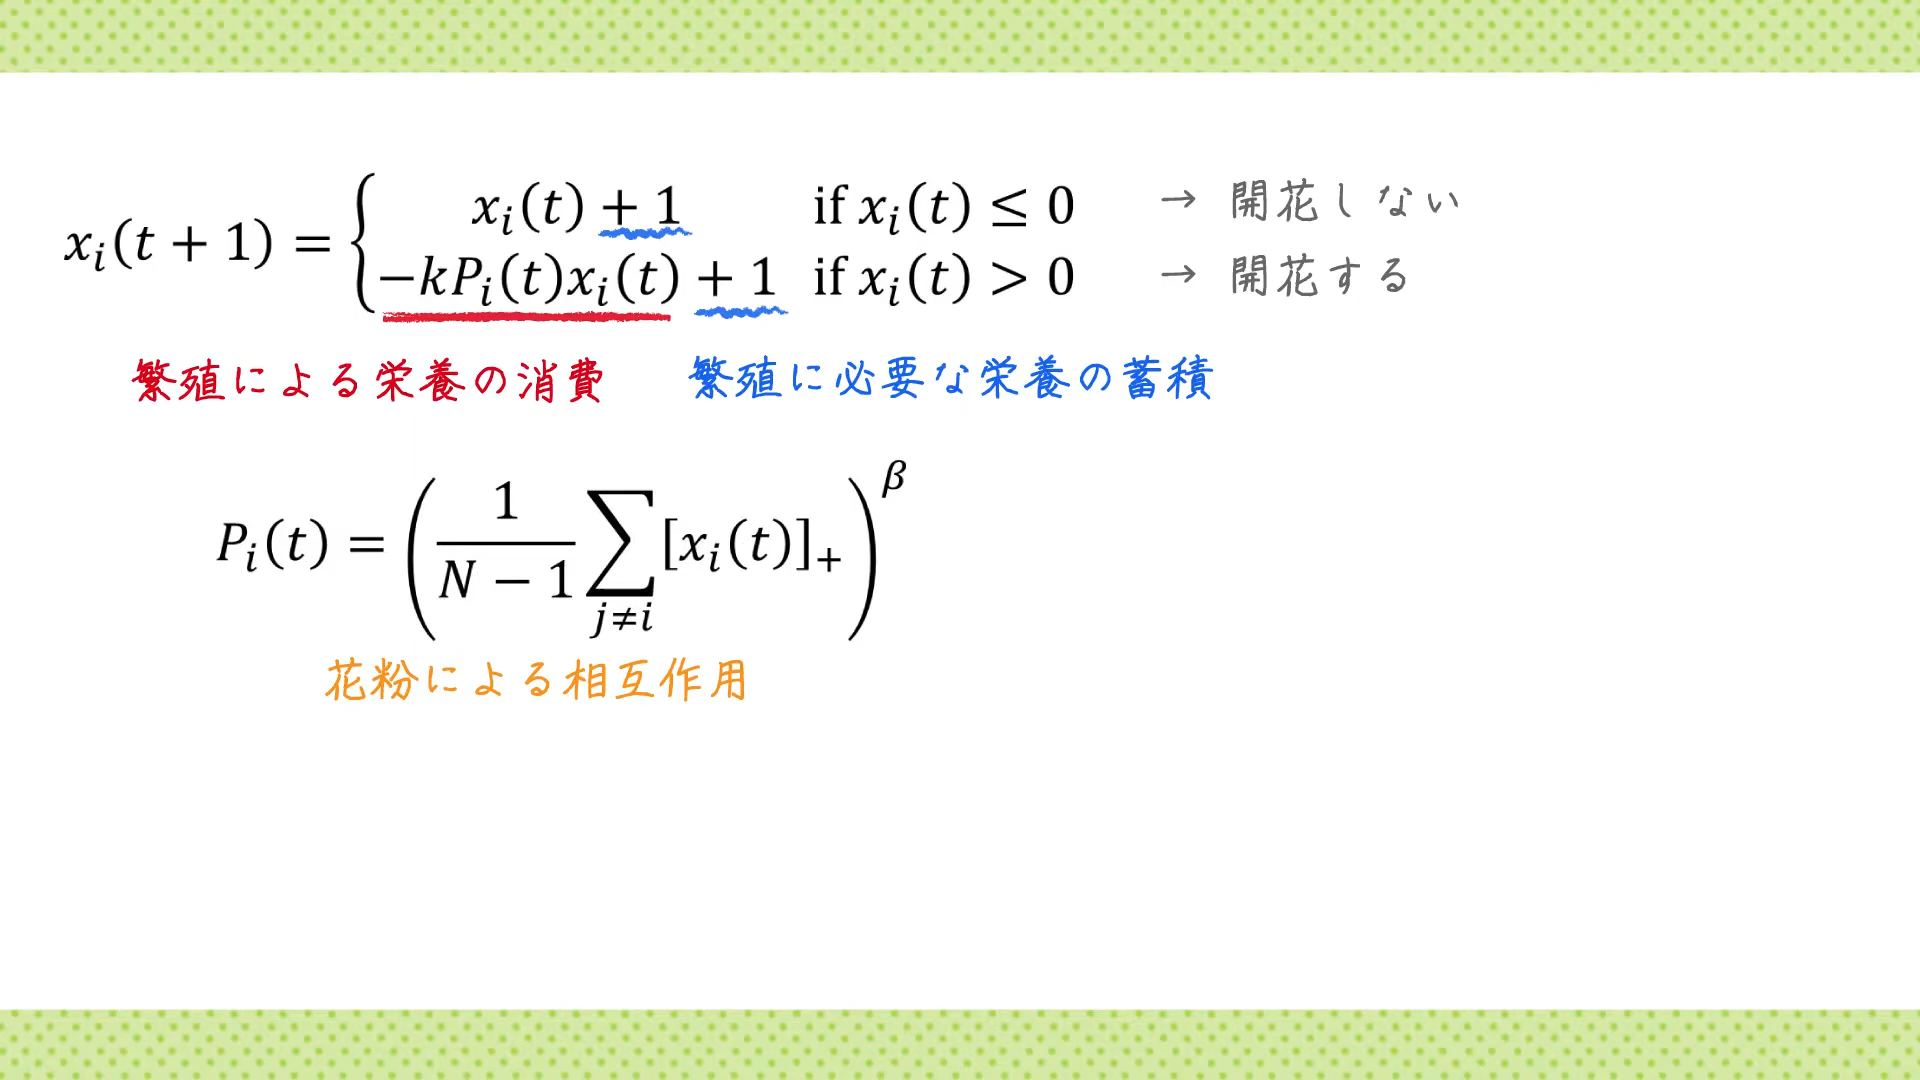 x_i(t + 1) = { x_i(t) + 1 if x_i(t) ≤ 0 → 開花しない
−kP_i(t)x_i(t) + 1 if x_i(t) > 0 → 開花する
繁殖による栄養の消費 繁殖に必要な栄養の蓄積
P_i(t) = ( 1/(N − 1) ∑_{j≠i} [x_i(t)]_+ )^β
花粉による相互作用